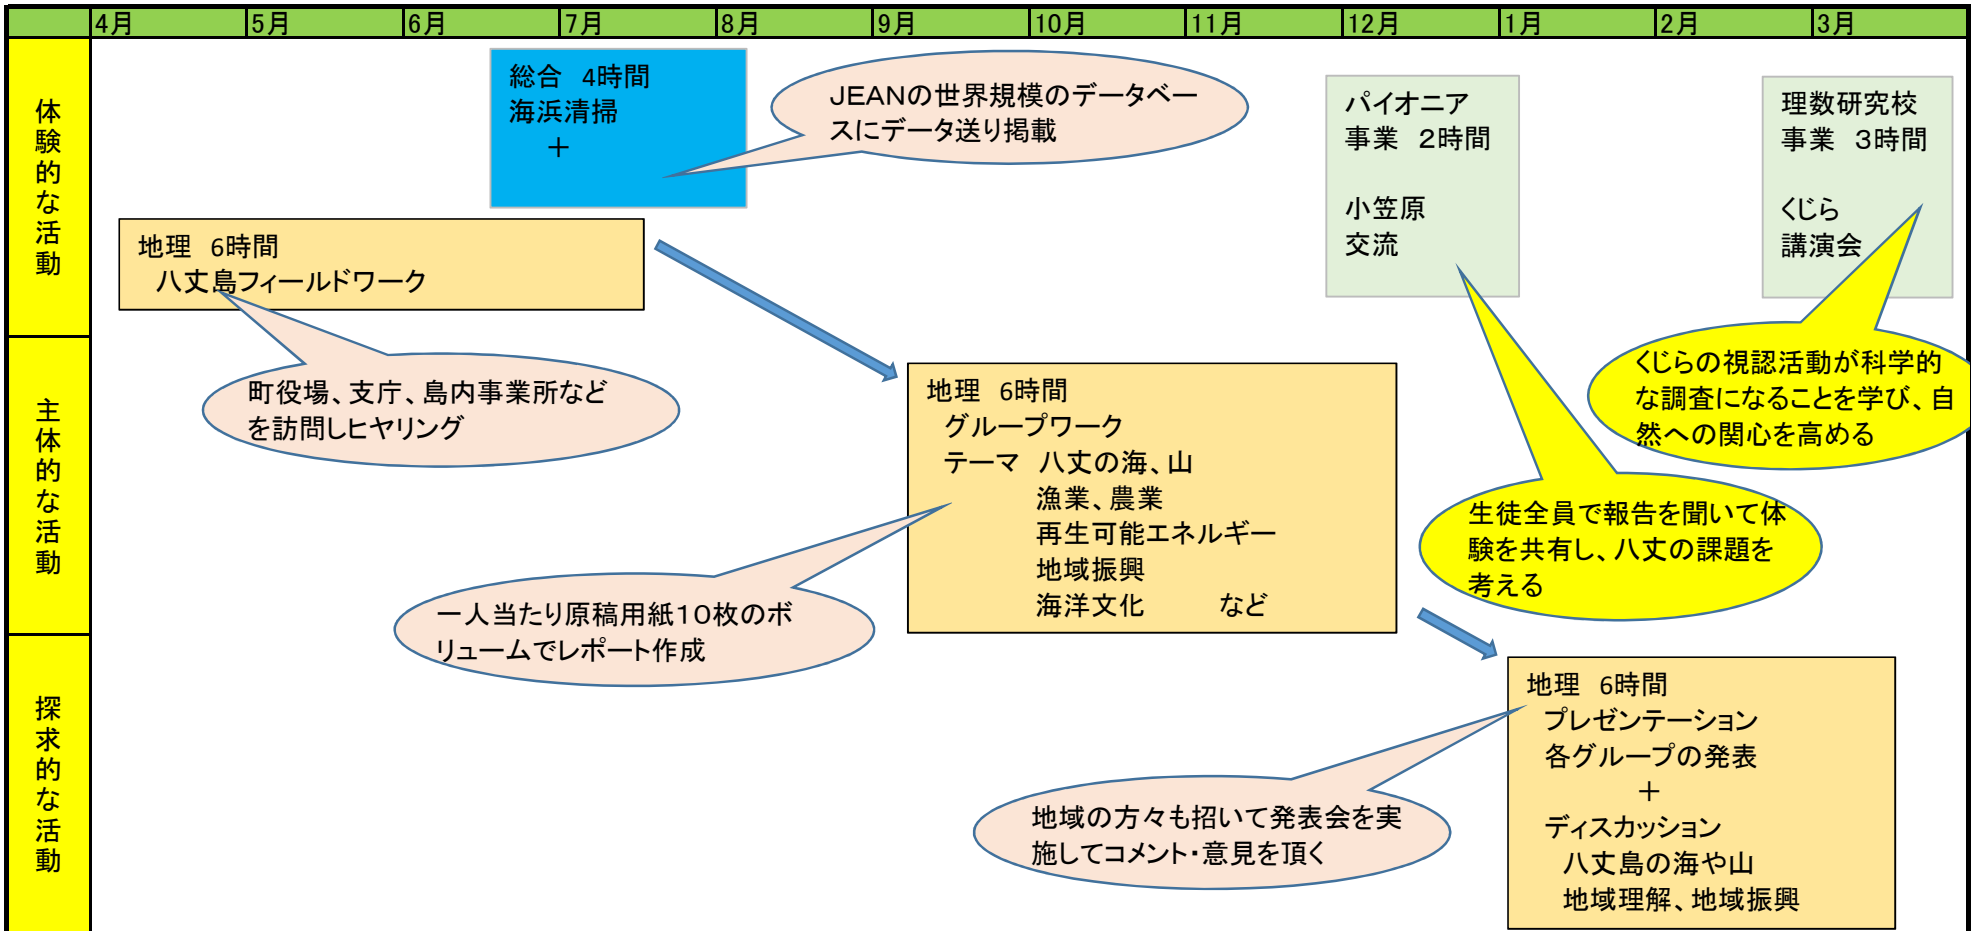 4月 5月 6月 7月 8月 9月 10月 11月 12月 1月 2月 3月
体験的な活動
総合 4時間
海浜清掃
＋
JEANの世界規模のデータベー
スにデータ送り掲載
パイオニア
事業 2時間
小笠原
交流
理数研究校
事業 3時間
くじら
講演会
地理 6時間
八丈島フィールドワーク
町役場、支庁、島内事業所など
を訪問しヒヤリング
主体的な活動
地理 6時間
グループワーク
テーマ 八丈の海、山
漁業、農業
再生可能エネルギー
地域振興
海洋文化 など
くじらの視認活動が科学的
な調査になることを学び、自
然への関心を高める
生徒全員で報告を聞いて体
験を共有し、八丈の課題を
考える
一人当たり原稿用紙１０枚のボ
リュームでレポート作成
探求的な活動
地理 6時間
プレゼンテーション
各グループの発表
＋
ディスカッション
八丈島の海や山
地域理解、地域振興
地域の方々も招いて発表会を実
施してコメント・意見を頂く